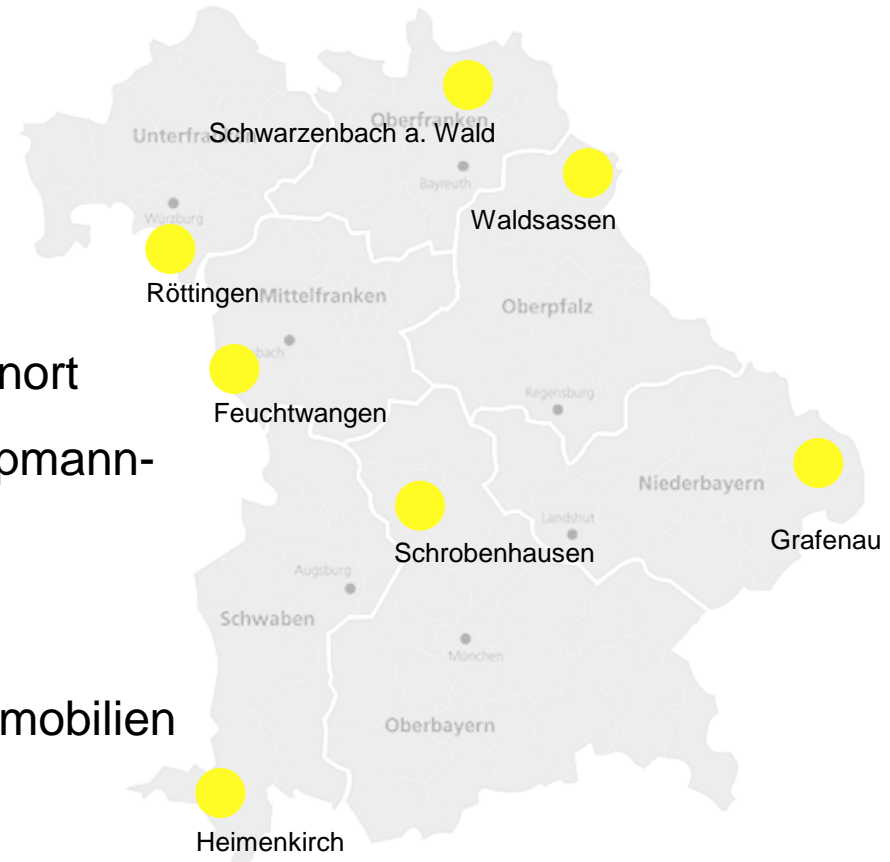 Oberfranken
Unterfranken
Schwarzenbach a. Wald
Bayreuth
Würzburg
Waldsassen
Röttingen
Mittelfranken
Oberpfalz
nort
sbach
Feuchtwangen
Regensburg
pmann-
Niederbayern
Landshut
Grafenau
Schrobenhausen
Augsburg
Schwaben
München
mobilien
Oberbayern
Heimenkirch